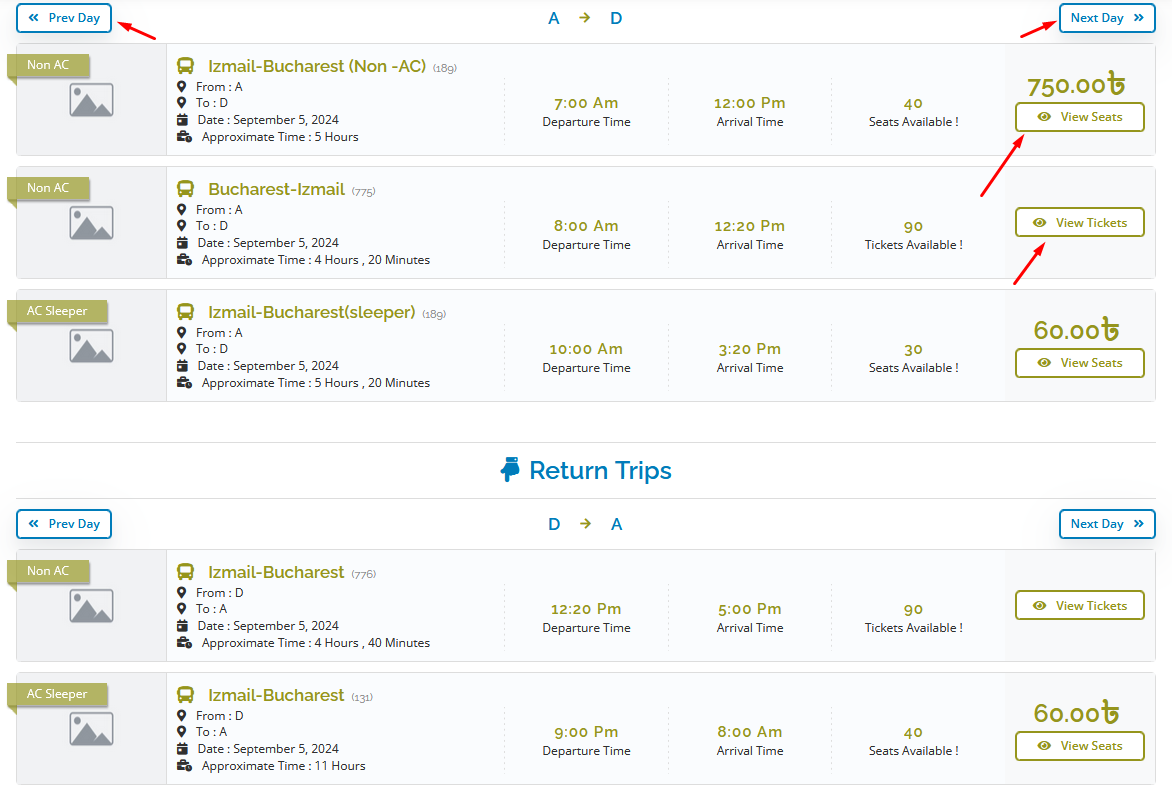 Prev Day
A D
Next Day
Non AC
Izmail-Bucharest (Non -AC) (189)
From : A
To : D
Date : September 5, 2024
Approximate Time : 5 Hours
7:00 Am
Departure Time
12:00 Pm
Arrival Time
40
Seats Available !
750.00৳
View Seats
Non AC
Bucharest-Izmail (775)
From : A
To : D
Date : September 5, 2024
Approximate Time : 4 Hours , 20 Minutes
8:00 Am
Departure Time
12:20 Pm
Arrival Time
90
Tickets Available !
View Tickets
AC Sleeper
Izmail-Bucharest(sleeper) (189)
From : A
To : D
Date : September 5, 2024
Approximate Time : 5 Hours , 20 Minutes
10:00 Am
Departure Time
3:20 Pm
Arrival Time
30
Seats Available !
60.00৳
View Seats
Return Trips
Prev Day
D A
Next Day
Non AC
Izmail-Bucharest (776)
From : D
To : A
Date : September 5, 2024
Approximate Time : 4 Hours , 40 Minutes
12:20 Pm
Departure Time
5:00 Pm
Arrival Time
90
Tickets Available !
View Tickets
AC Sleeper
Izmail-Bucharest (131)
From : D
To : A
Date : September 5, 2024
Approximate Time : 11 Hours
9:00 Pm
Departure Time
8:00 Am
Arrival Time
40
Seats Available !
60.00৳
View Seats